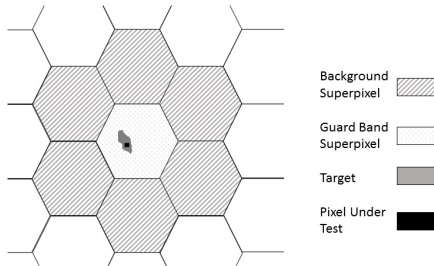 Background
Superpixel
Guard Band
Superpixel
Target
Pixel Under
Test